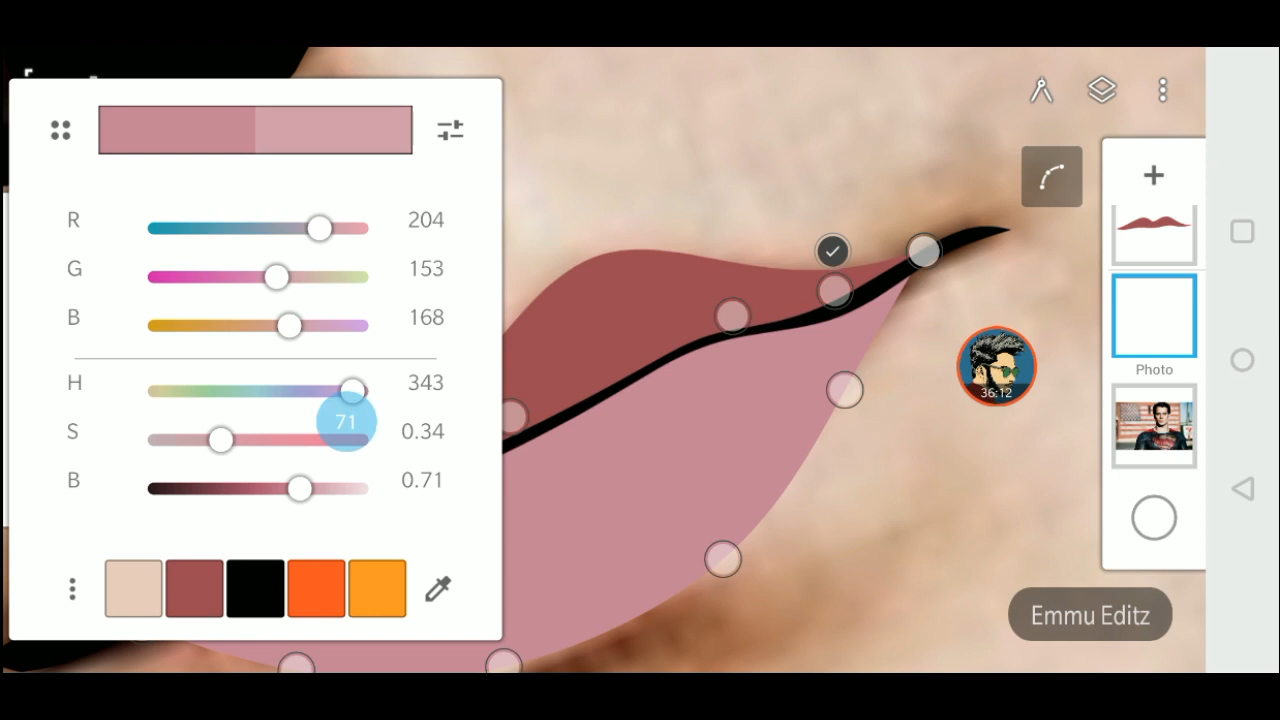 R 204
G 153
B 168
H 343
71
S 0.34
B 0.71
Photo
36:12
Emmu Editz